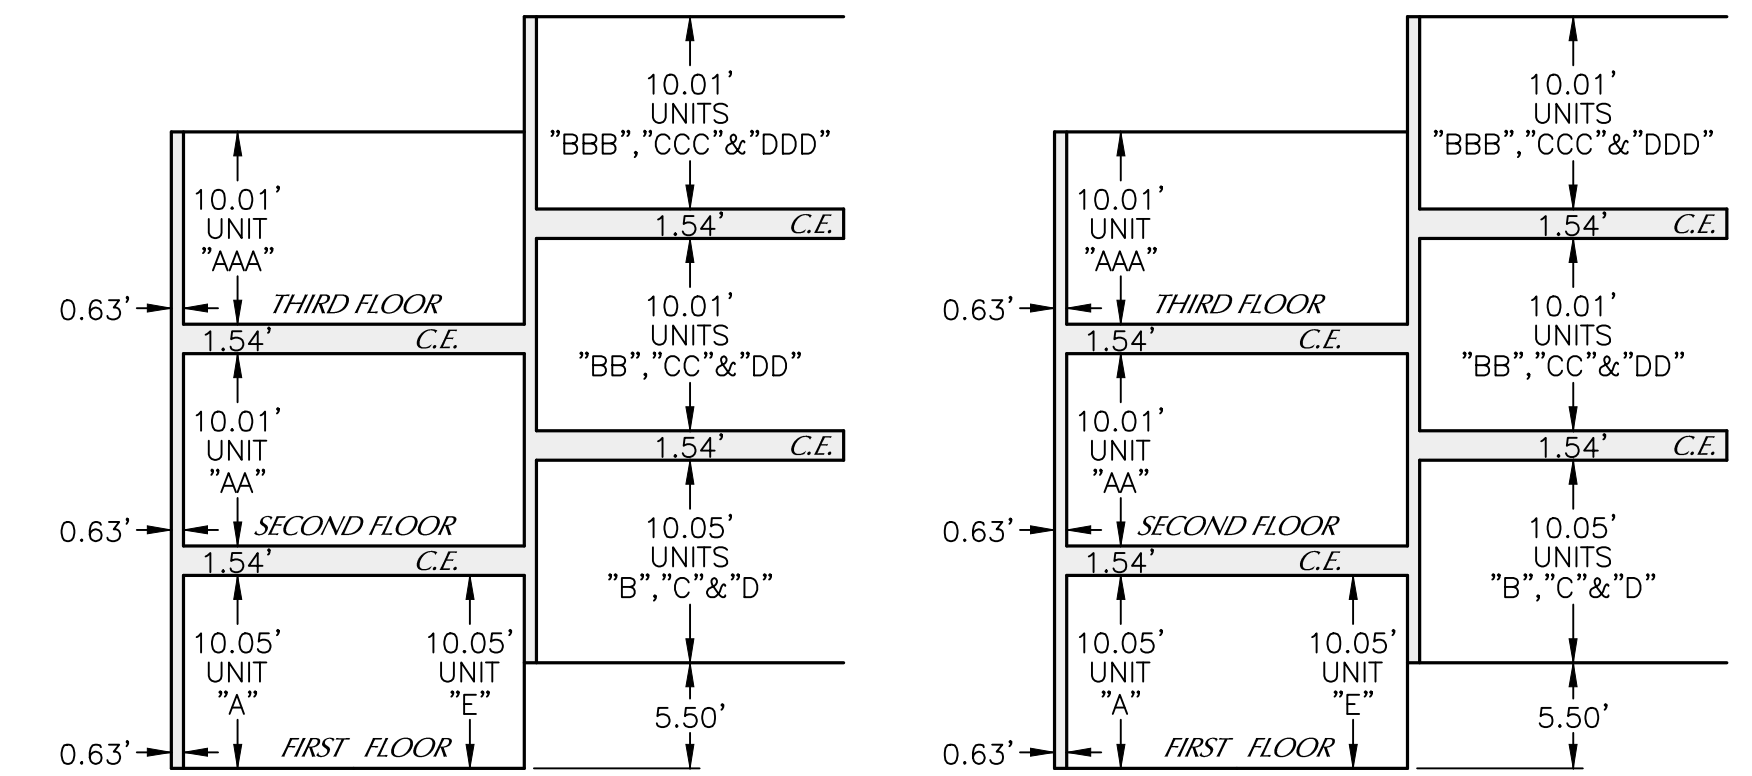 10.01'
UNITS
"BBB","CCC"&"DDD"
10.01'
UNIT
"AAA"
1.54' C.E.
0.63'
THIRD FLOOR
1.54' C.E.
10.01'
UNITS
"BB","CC"&"DD"
10.01'
UNIT
"AA"
1.54' C.E.
0.63'
SECOND FLOOR
1.54' C.E.
10.05'
UNITS
"B","C"&"D"
10.05'
UNIT
"A"
10.05'
UNIT
"E"
5.50'
0.63'
FIRST FLOOR
10.01'
UNITS
"BBB","CCC"&"DDD"
10.01'
UNIT
"AAA"
1.54' C.E.
0.63'
THIRD FLOOR
1.54' C.E.
10.01'
UNITS
"BB","CC"&"DD"
10.01'
UNIT
"AA"
1.54' C.E.
0.63'
SECOND FLOOR
1.54' C.E.
10.05'
UNITS
"B","C"&"D"
10.05'
UNIT
"A"
10.05'
UNIT
"E"
5.50'
0.63'
FIRST FLOOR